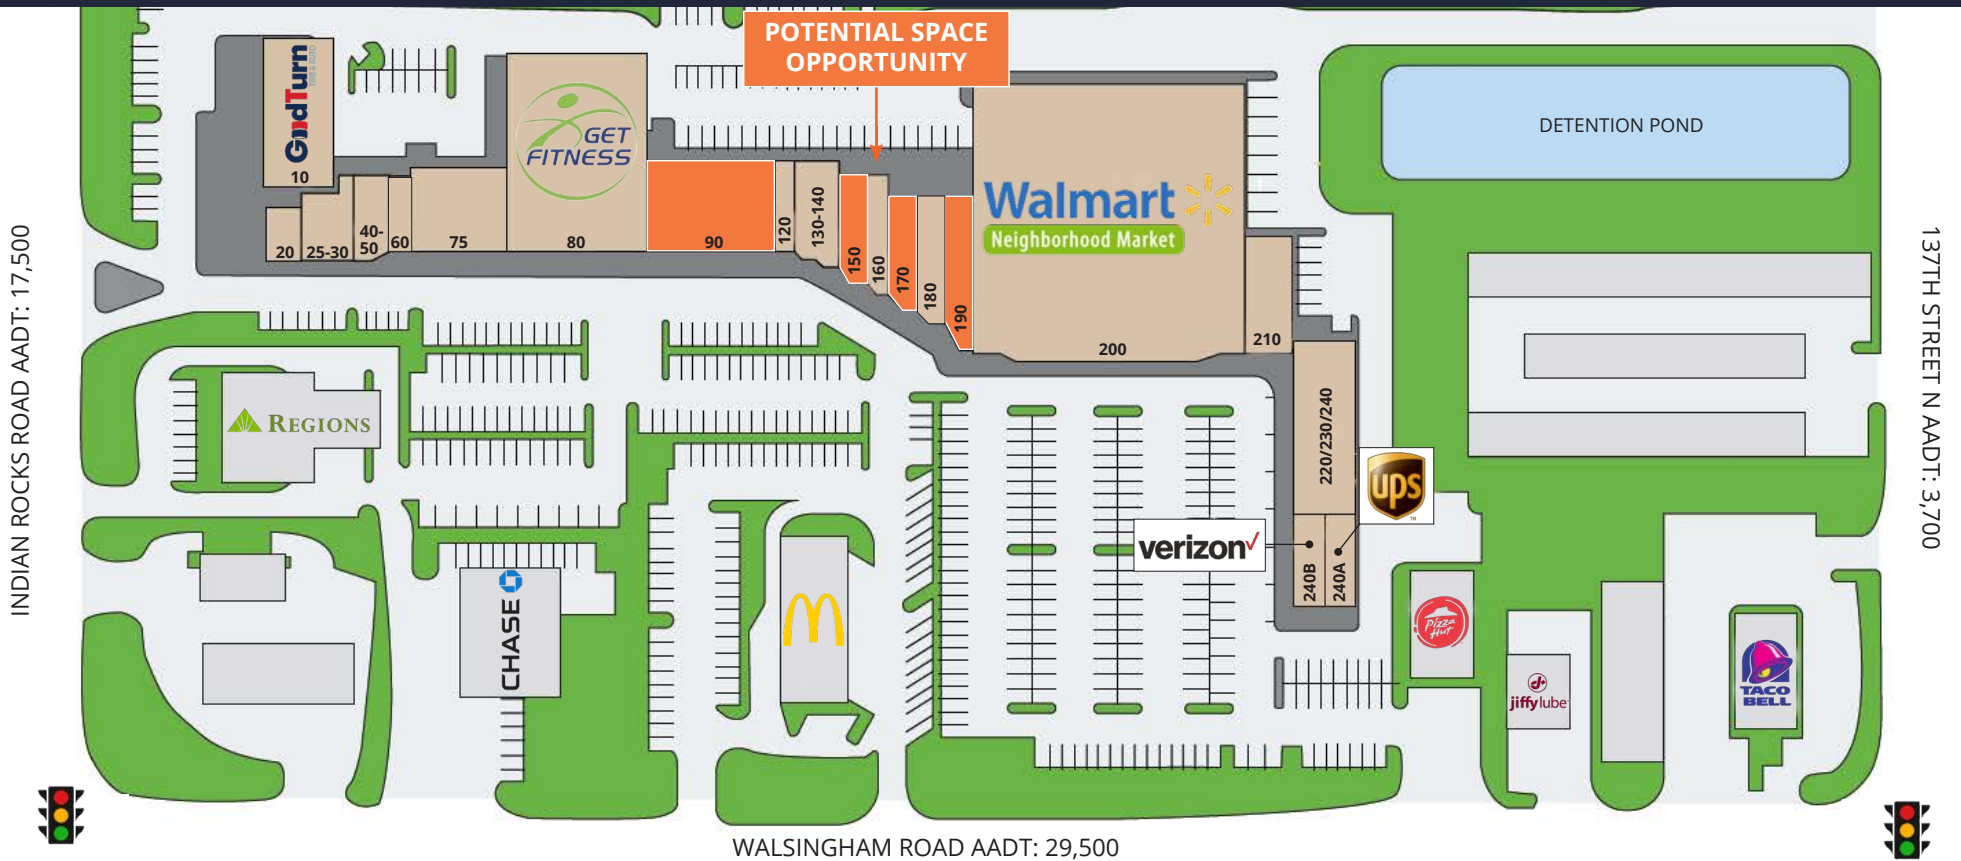 POTENTIAL SPACE
OPPORTUNITY
GoodTurn
TIRE & AUTO
10
GET
FITNESS
DETENTION POND
Walmart
Neighborhood Market
20
25-30
40-
50
60
75
80
90
120
130-140
150
160
170
180
190
200
210
220/230/240
INDIAN ROCKS ROAD AADT: 17,500
137TH STREET N AADT: 3,700
REGIONS
ups
verizon
240B
240A
CHASE
Pizza
Hut
jiffylube
TACO
BELL
WALSINGHAM ROAD AADT: 29,500